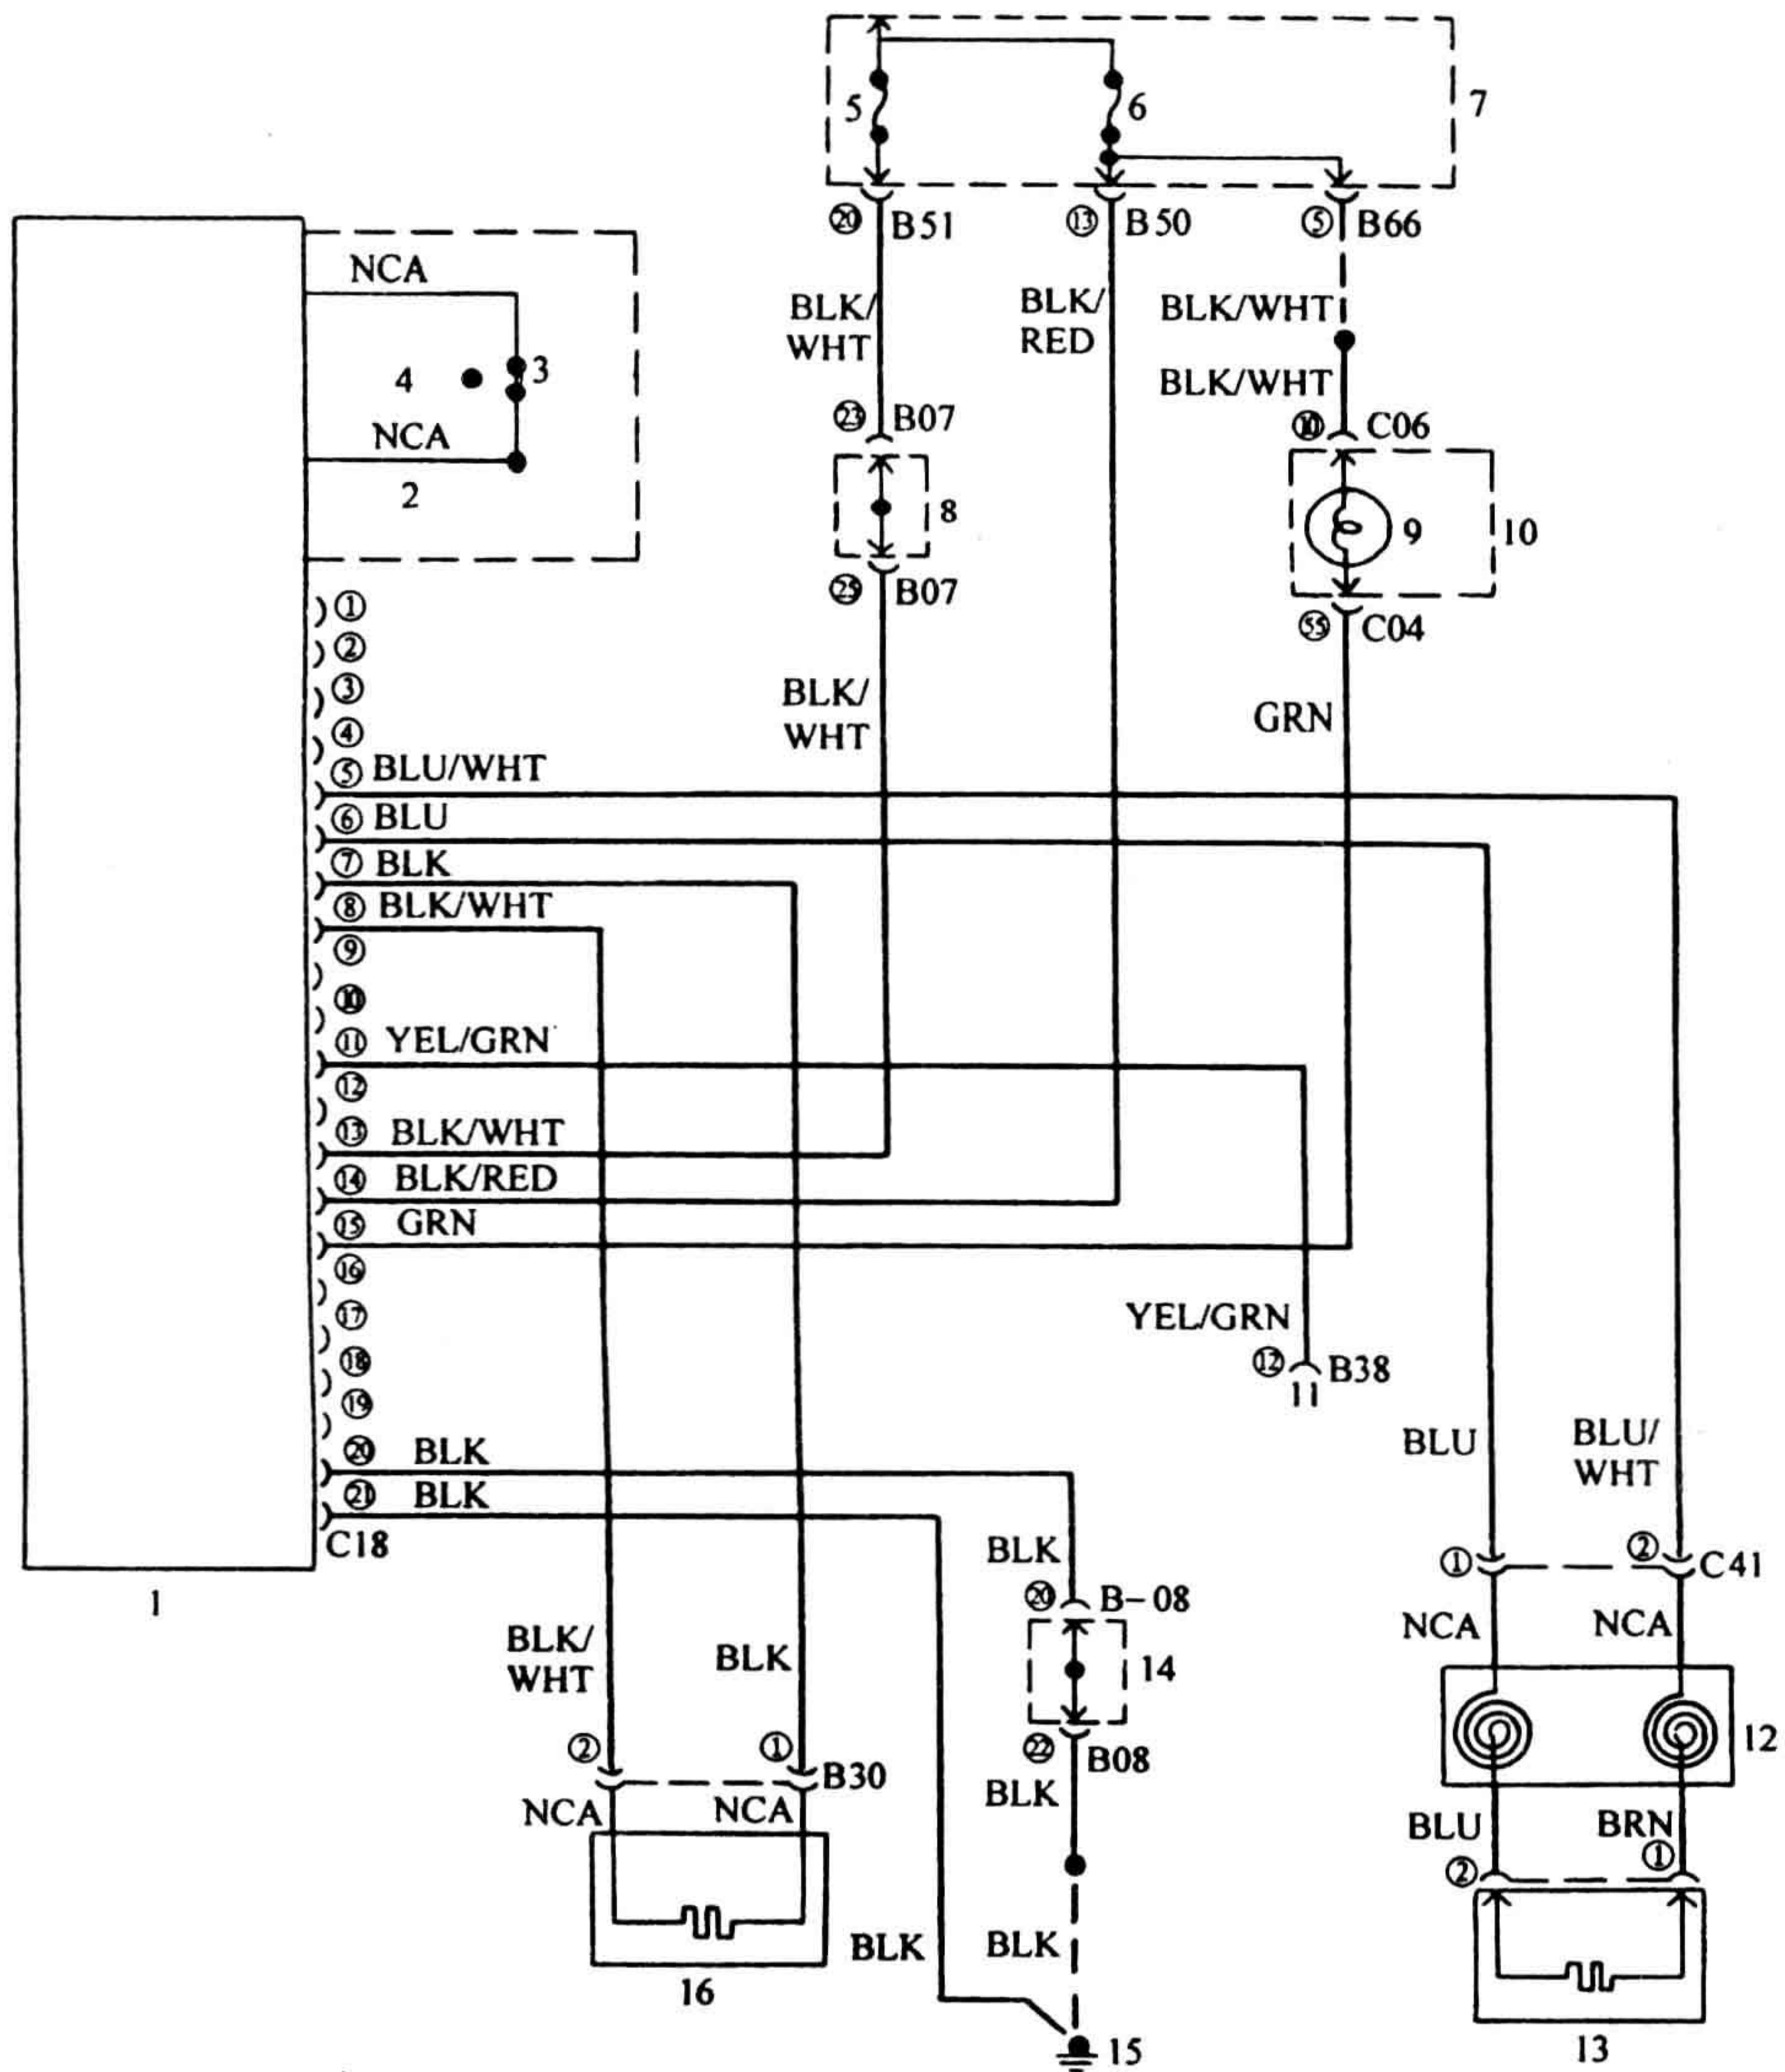 5
6
7
⑳ B51
⑬ B50
⑤ B66
NCA
BLK/
WHT
BLK/
RED
BLK/WHT
4
3
BLK/WHT
NCA
㉓ B07
⑩ C06
2
8
9
10
㉕ B07
55 C04
①
②
③
④
BLK/
WHT
GRN
⑤ BLU/WHT
⑥ BLU
⑦ BLK
⑧ BLK/WHT
⑨
⑩
⑪ YEL/GRN
⑫
⑬ BLK/WHT
⑭ BLK/RED
⑮ GRN
⑯
⑰
YEL/GRN
⑱
⑫ B38
11
⑲
⑳ BLK
BLU
BLU/
WHT
㉑ BLK
C18
1
BLK
① ② C41
⑳ B-08
NCA
NCA
BLK/
WHT
BLK
14
12
② ① B30
㉒ B08
BLK
NCA
NCA
BLU
BRN
② ①
BLK
BLK
16
15
13